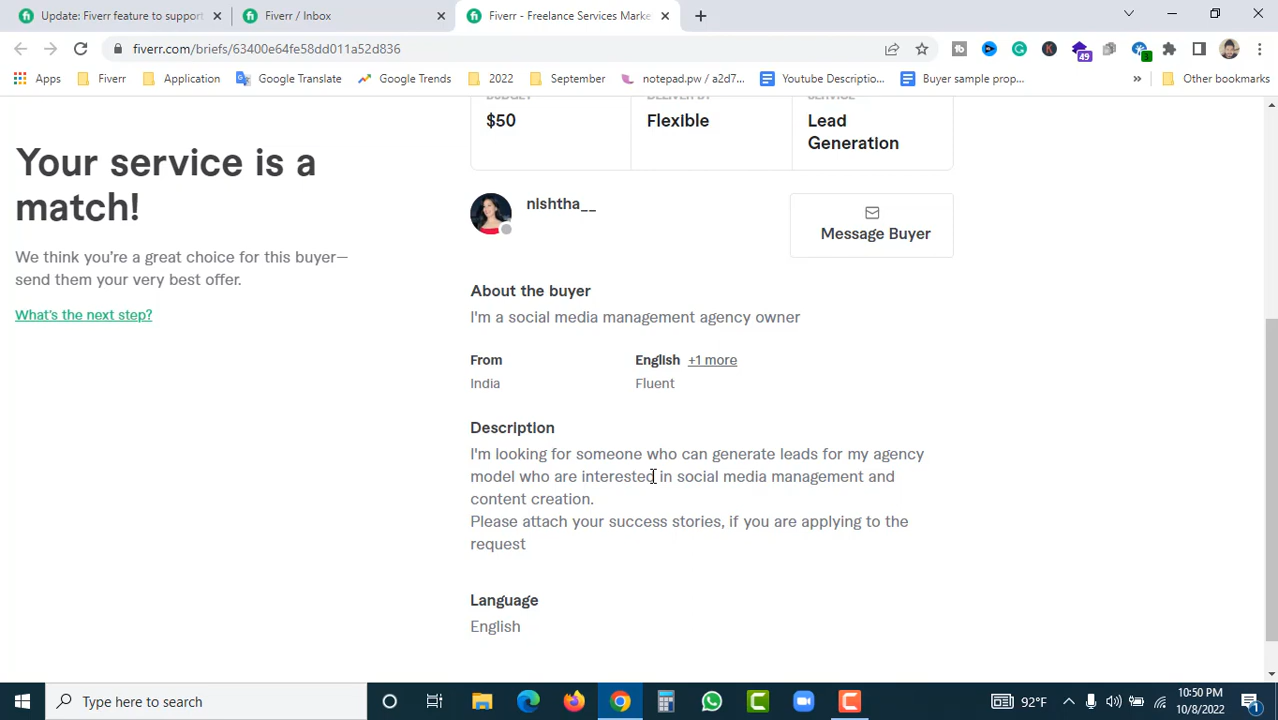 Update: Fiverr feature to support
Fiverr / Inbox
Fiverr - Freelance Services Marke
fiverr.com/briefs/63400e64fe58dd011a52d836
49
Apps
Fiverr
Application
Google Translate
Google Trends
2022
September
notepad.pw / a2d7...
Youtube Descriptio...
Buyer sample prop...
»
Other bookmarks
Your service is a
match!
We think you're a great choice for this buyer—
send them your very best offer.
What's the next step?
BUDGET
DELIVER BY
SERVICE
$50
Flexible
Lead
Generation
nishtha__
Message Buyer
About the buyer
I'm a social media management agency owner
From
English +1 more
India
Fluent
Description
I'm looking for someone who can generate leads for my agency
model who are interested in social media management and
content creation.
Please attach your success stories, if you are applying to the
request
Language
English
Type here to search
92°F
10:50 PM
10/8/2022
1